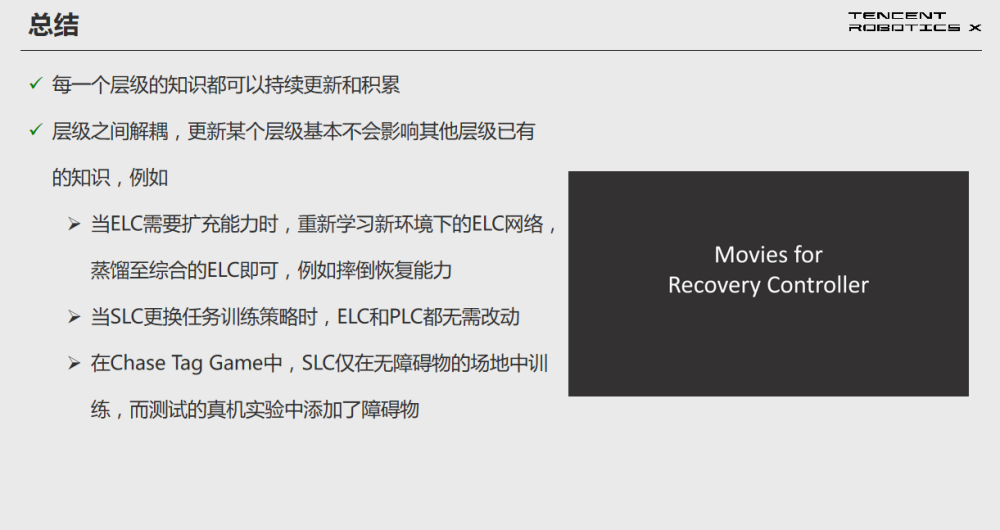 总结
TENCENT
ROBOTICS X
每一个层级的知识都可以持续更新和积累
层级之间解耦，更新某个层级基本不会影响其他层级已有
的知识，例如
当ELC需要扩充能力时，重新学习新环境下的ELC网络，
蒸馏至综合的ELC即可，例如摔倒恢复能力
当SLC更换任务训练策略时，ELC和PLC都无需改动
在Chase Tag Game中，SLC仅在无障碍物的场地中训
练，而测试的真机实验中添加了障碍物
Movies for
Recovery Controller